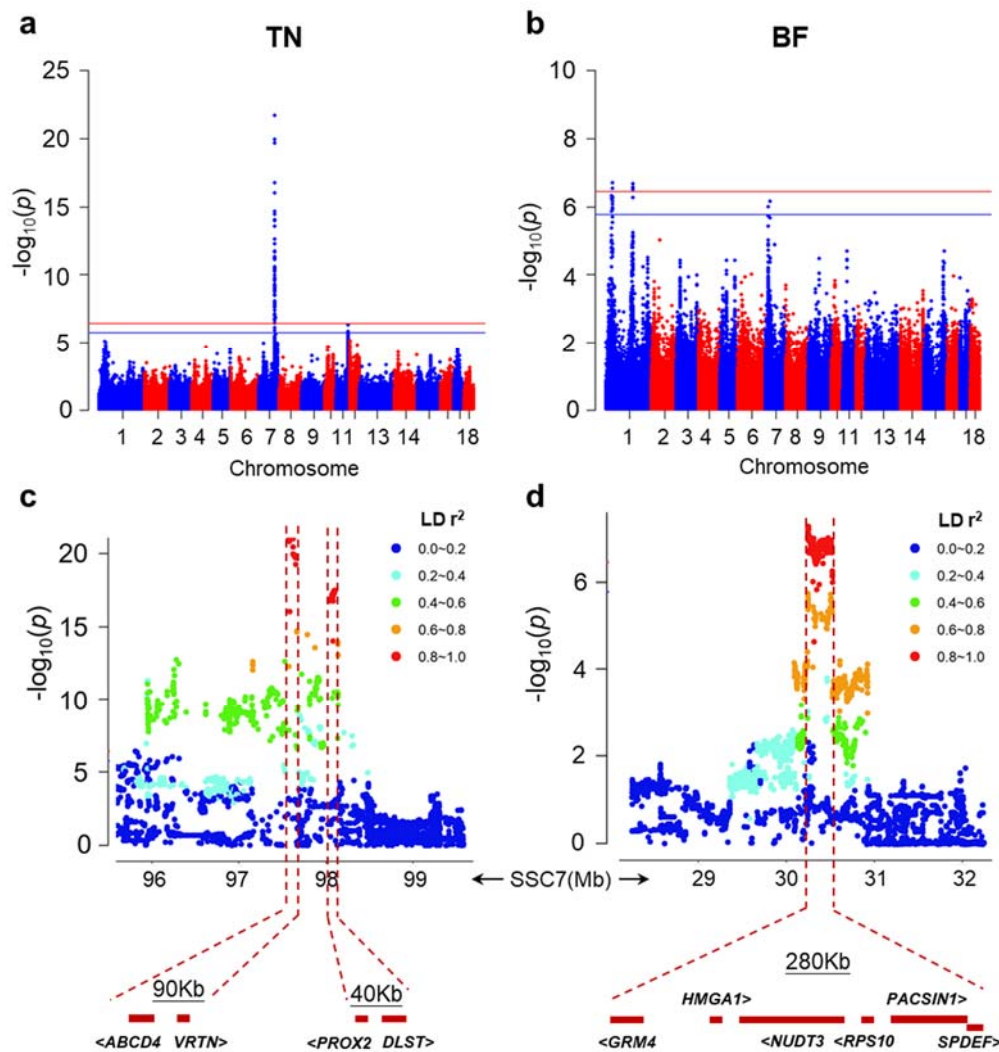 a
TN
25
20
15
10
5
0
-log10(p)
1 2 3 4 5 6 7 8 9 11 13 14 18
Chromosome
b
BF
10
8
6
4
2
0
-log10(p)
1 2 3 4 5 6 7 8 9 11 13 14 18
Chromosome
c
20
15
10
5
0
-log10(p)
LD r²
0.0~0.2
0.2~0.4
0.4~0.6
0.6~0.8
0.8~1.0
96 97 98 99
← SSC7(Mb) →
d
6
4
2
0
-log10(p)
LD r²
0.0~0.2
0.2~0.4
0.4~0.6
0.6~0.8
0.8~1.0
29 30 31 32
90Kb
<ABCD4 VRTN>
40Kb
<PROX2 DLST>
280Kb
HMGA1> PACSIN1>
<GRM4 <NUDT3 <RPS10 SPDEF>